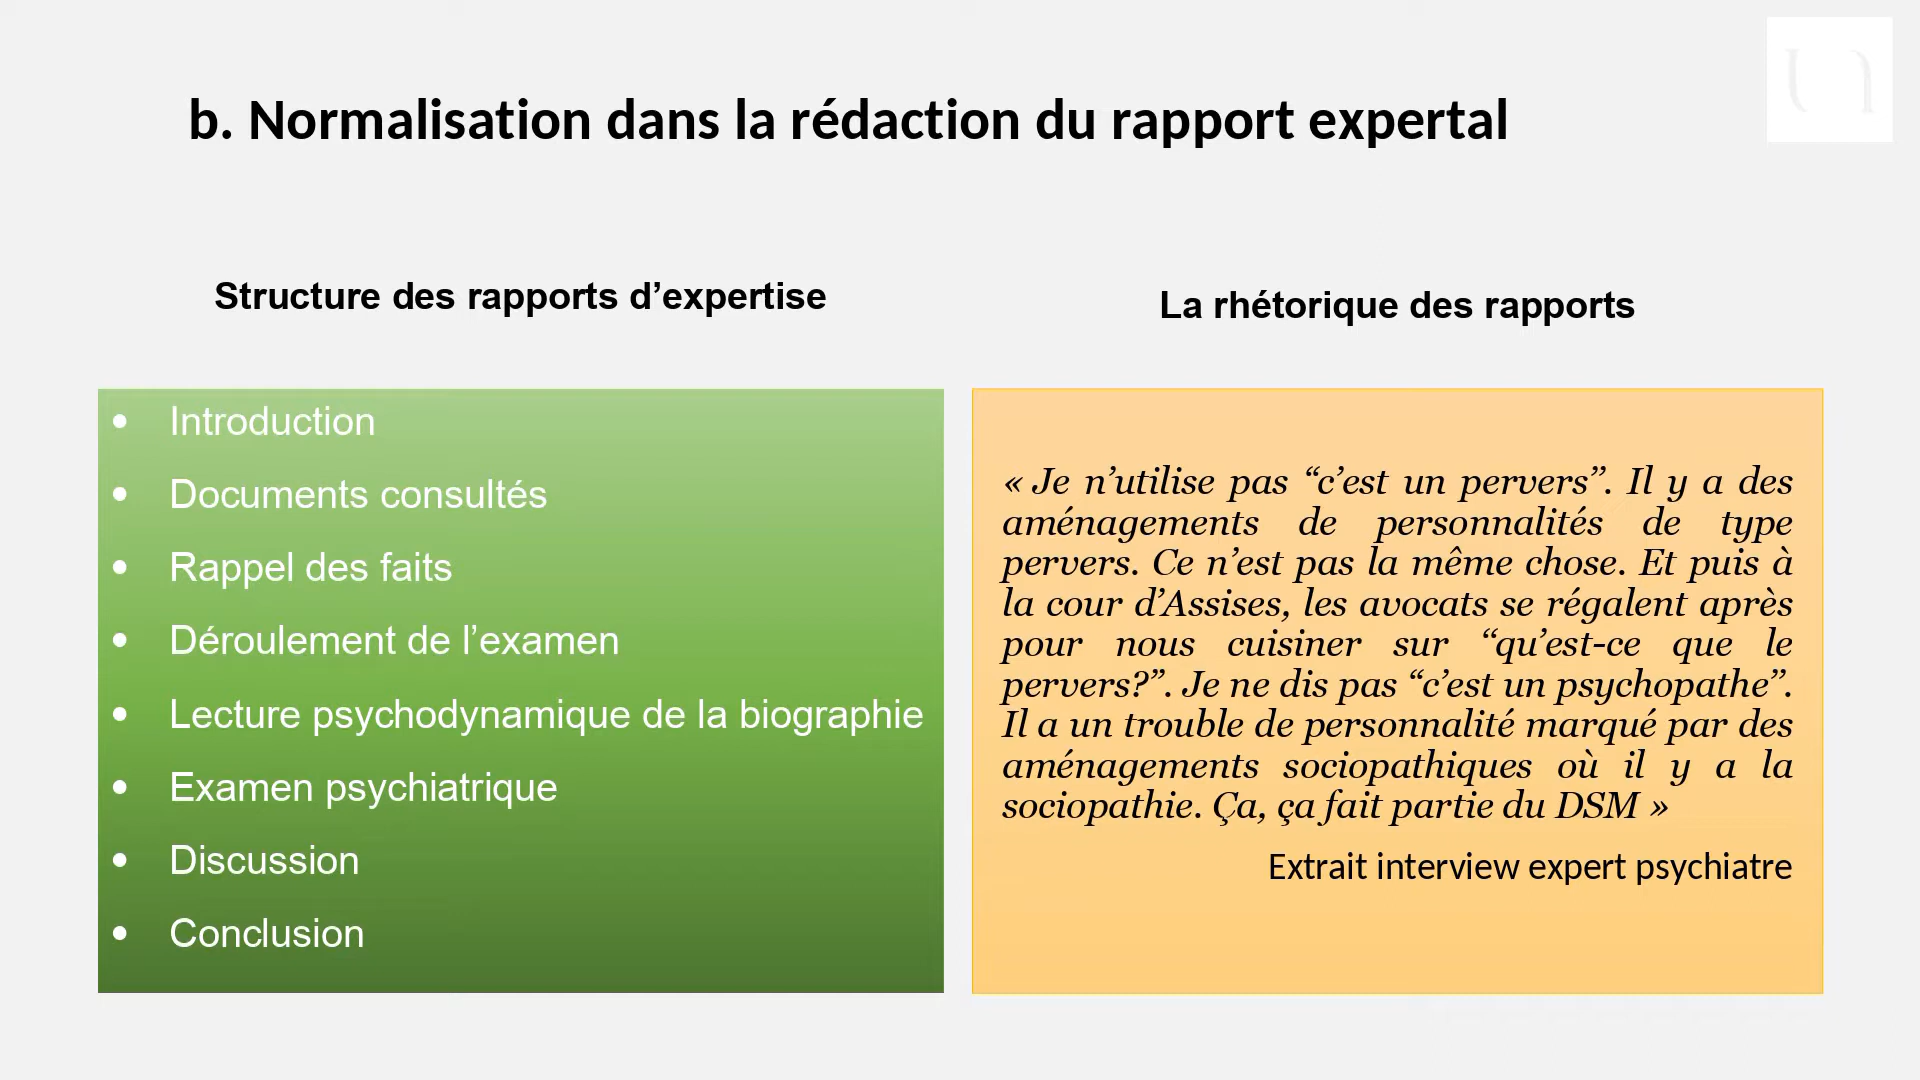 b. Normalisation dans la rédaction du rapport expertal
Structure des rapports d’expertise
• Introduction
• Documents consultés
• Rappel des faits
• Déroulement de l’examen
• Lecture psychodynamique de la biographie
• Examen psychiatrique
• Discussion
• Conclusion
La rhétorique des rapports
« Je n’utilise pas “c’est un pervers”. Il y a des
aménagements de personnalités de type
pervers. Ce n’est pas la même chose. Et puis à
la cour d’Assises, les avocats se régalent après
pour nous cuisiner sur “qu’est-ce que le
pervers?”. Je ne dis pas “c’est un psychopathe”.
Il a un trouble de personnalité marqué par des
aménagements sociopathiques où il y a la
sociopathie. Ça, ça fait partie du DSM »
Extrait interview expert psychiatre